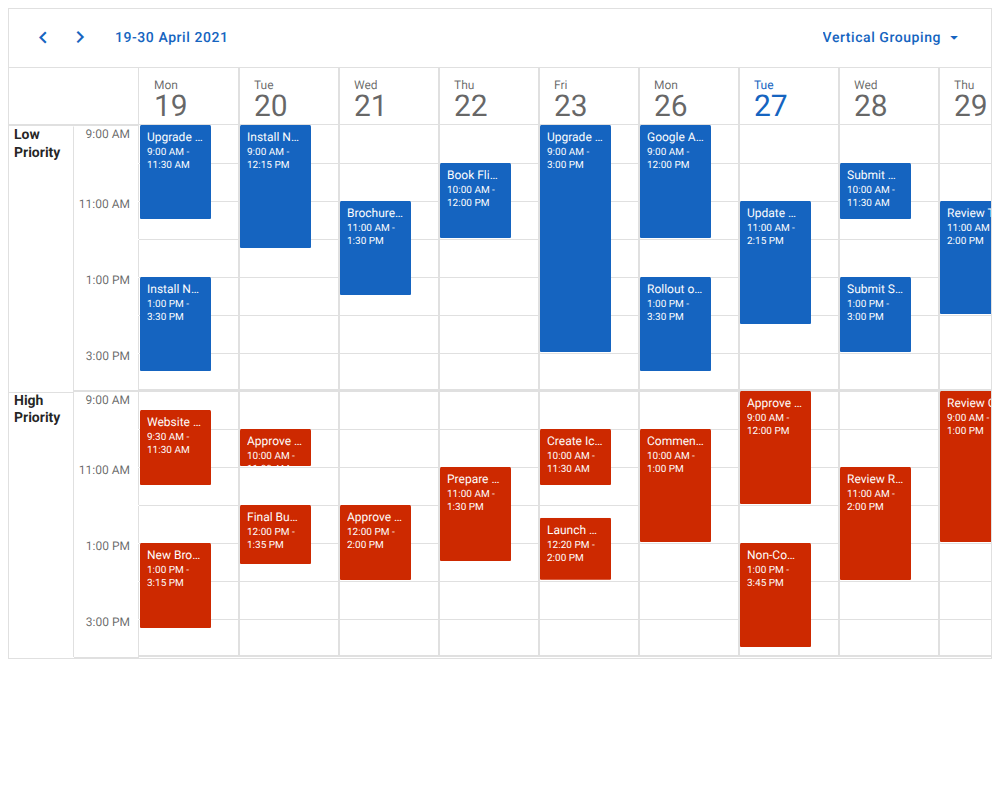 19-30 April 2021
Vertical Grouping
Mon
19
Tue
20
Wed
21
Thu
22
Fri
23
Mon
26
Tue
27
Wed
28
Thu
29
Low
Priority
9:00 AM
11:00 AM
1:00 PM
3:00 PM
Upgrade ...
9:00 AM -
11:30 AM
Install N...
1:00 PM -
3:30 PM
Install N...
9:00 AM -
12:15 PM
Brochure...
11:00 AM -
1:30 PM
Book Fli...
10:00 AM -
12:00 PM
Upgrade ...
9:00 AM -
3:00 PM
Google A...
9:00 AM -
12:00 PM
Rollout o...
1:00 PM -
3:30 PM
Update ...
11:00 AM -
2:15 PM
Submit ...
10:00 AM -
11:30 AM
Submit S...
1:00 PM -
3:00 PM
Review
11:00 AM
2:00 PM
High
Priority
9:00 AM
11:00 AM
1:00 PM
3:00 PM
Website ...
9:30 AM -
11:30 AM
New Bro...
1:00 PM -
3:15 PM
Approve ...
10:00 AM -
Final Bu...
12:00 PM -
1:35 PM
Approve ...
12:00 PM -
2:00 PM
Prepare ...
11:00 AM -
1:30 PM
Create Ic...
10:00 AM -
11:30 AM
Launch ...
12:20 PM -
2:00 PM
Commen...
10:00 AM -
1:00 PM
Approve ...
9:00 AM -
12:00 PM
Non-Co...
1:00 PM -
3:45 PM
Review R...
11:00 AM -
2:00 PM
Review
9:00 AM -
1:00 PM